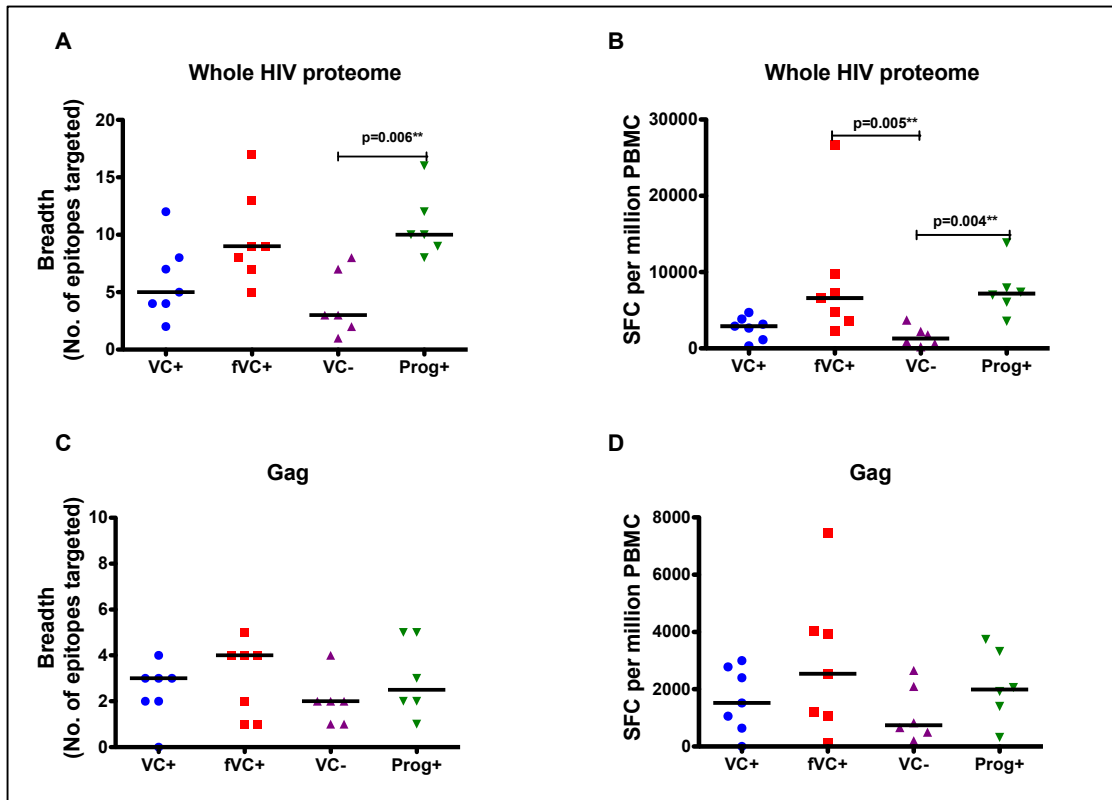 A
Whole HIV proteome
Breadth
(No. of epitopes targeted)
20
15
10
5
0
p=0.006**
VC+ fVC+ VC- Prog+
B
Whole HIV proteome
SFC per million PBMC
30000
20000
10000
0
p=0.005**
p=0.004**
VC+ fVC+ VC- Prog+
C
Gag
Breadth
(No. of epitopes targeted)
10
8
6
4
2
0
VC+ fVC+ VC- Prog+
D
Gag
SFC per million PBMC
8000
6000
4000
2000
0
VC+ fVC+ VC- Prog+